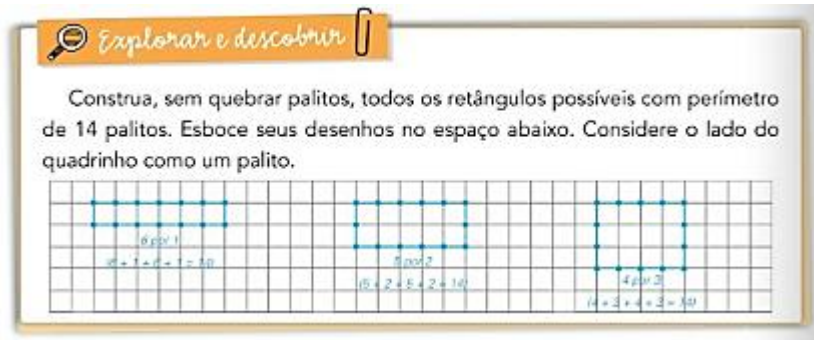 Explorar e descobrir
Construa, sem quebrar palitos, todos os retângulos possíveis com perímetro
de 14 palitos. Esboce seus desenhos no espaço abaixo. Considere o lado do
quadrinho como um palito.
6 por 1
(6 + 1 + 6 + 1 = 14)
5 por 2
(5 + 2 + 5 + 2 = 14)
4 por 3
(4 + 3 + 4 + 3 = 14)